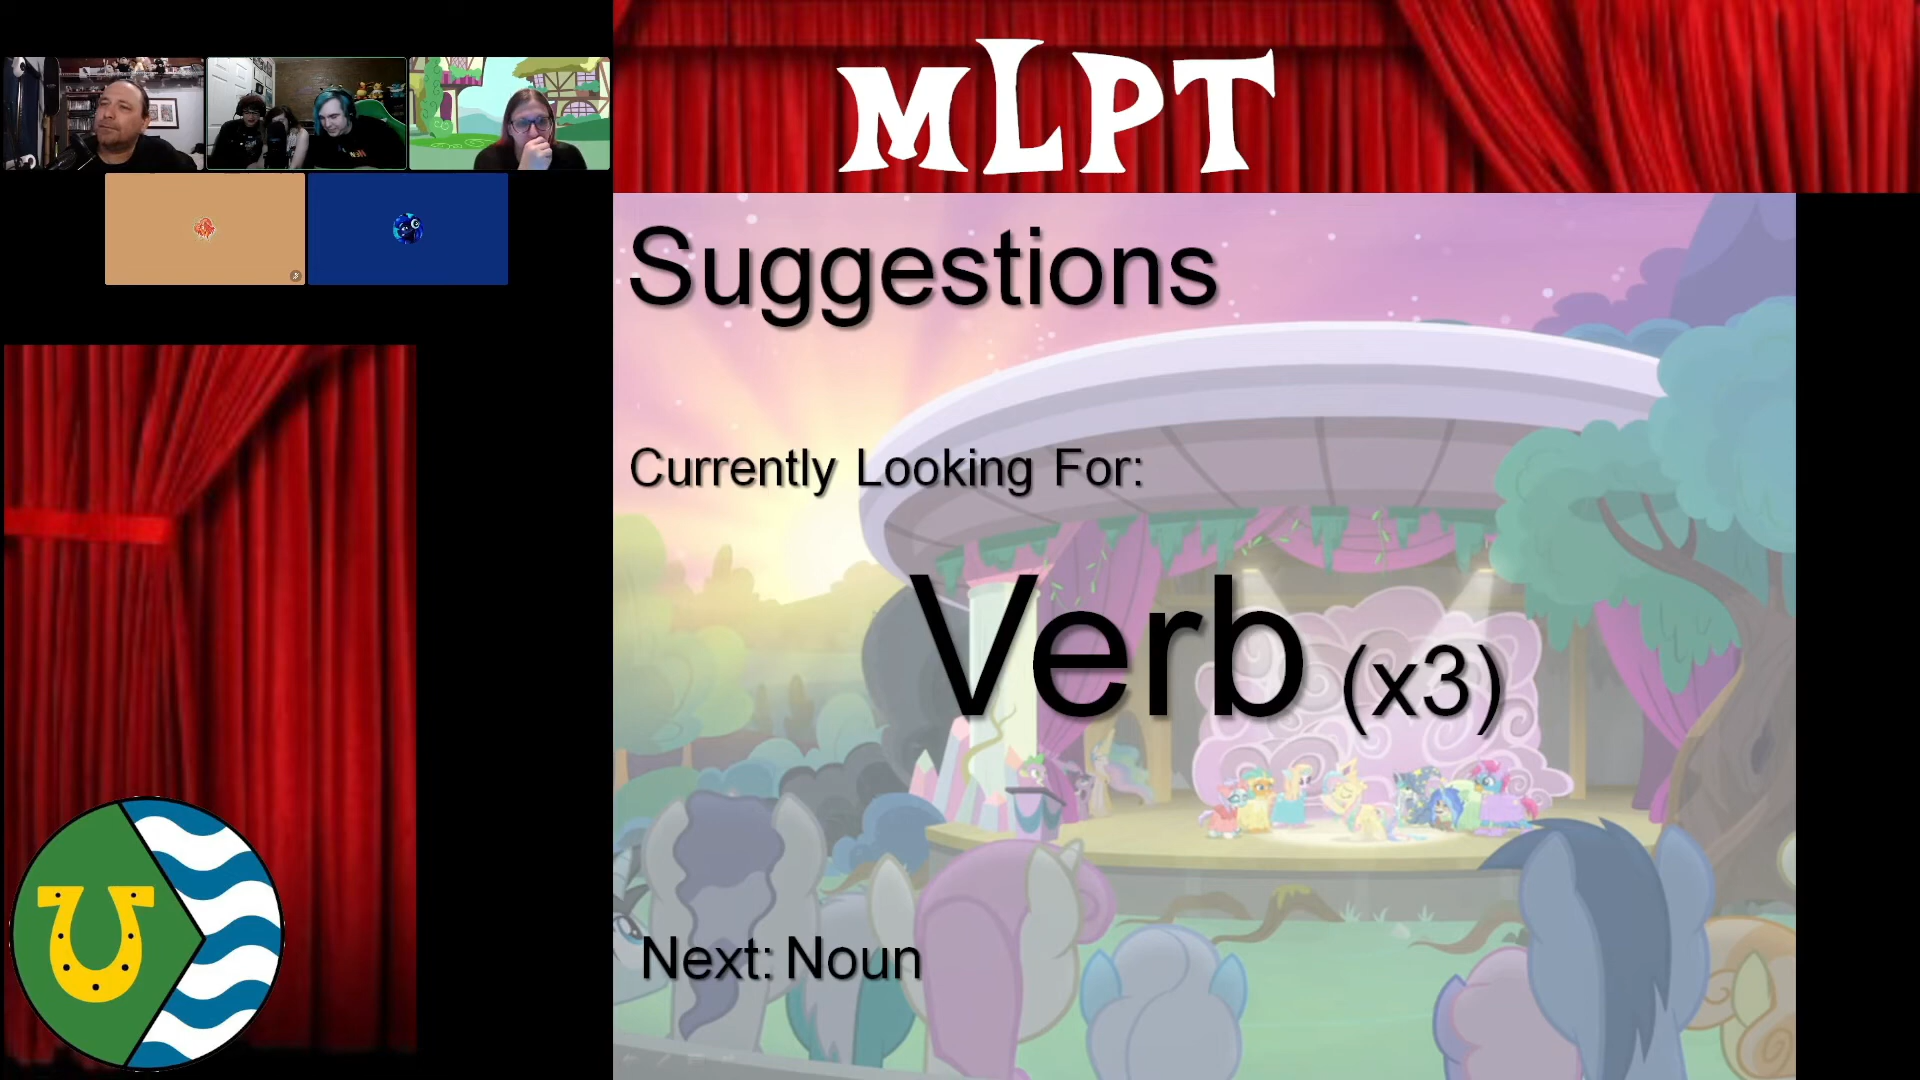 MLPT
Suggestions
Currently Looking For:
Verb (x3)
Next: Noun